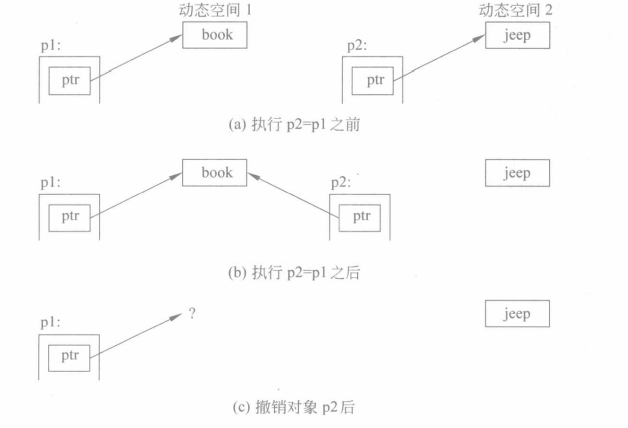 动态空间 1
动态空间 2
book
jeep
p1:
p2:
ptr
ptr
(a) 执行 p2=p1 之前
book
jeep
p1:
p2:
ptr
ptr
(b) 执行 p2=p1 之后
?
jeep
p1:
ptr
(c) 撤销对象 p2 后